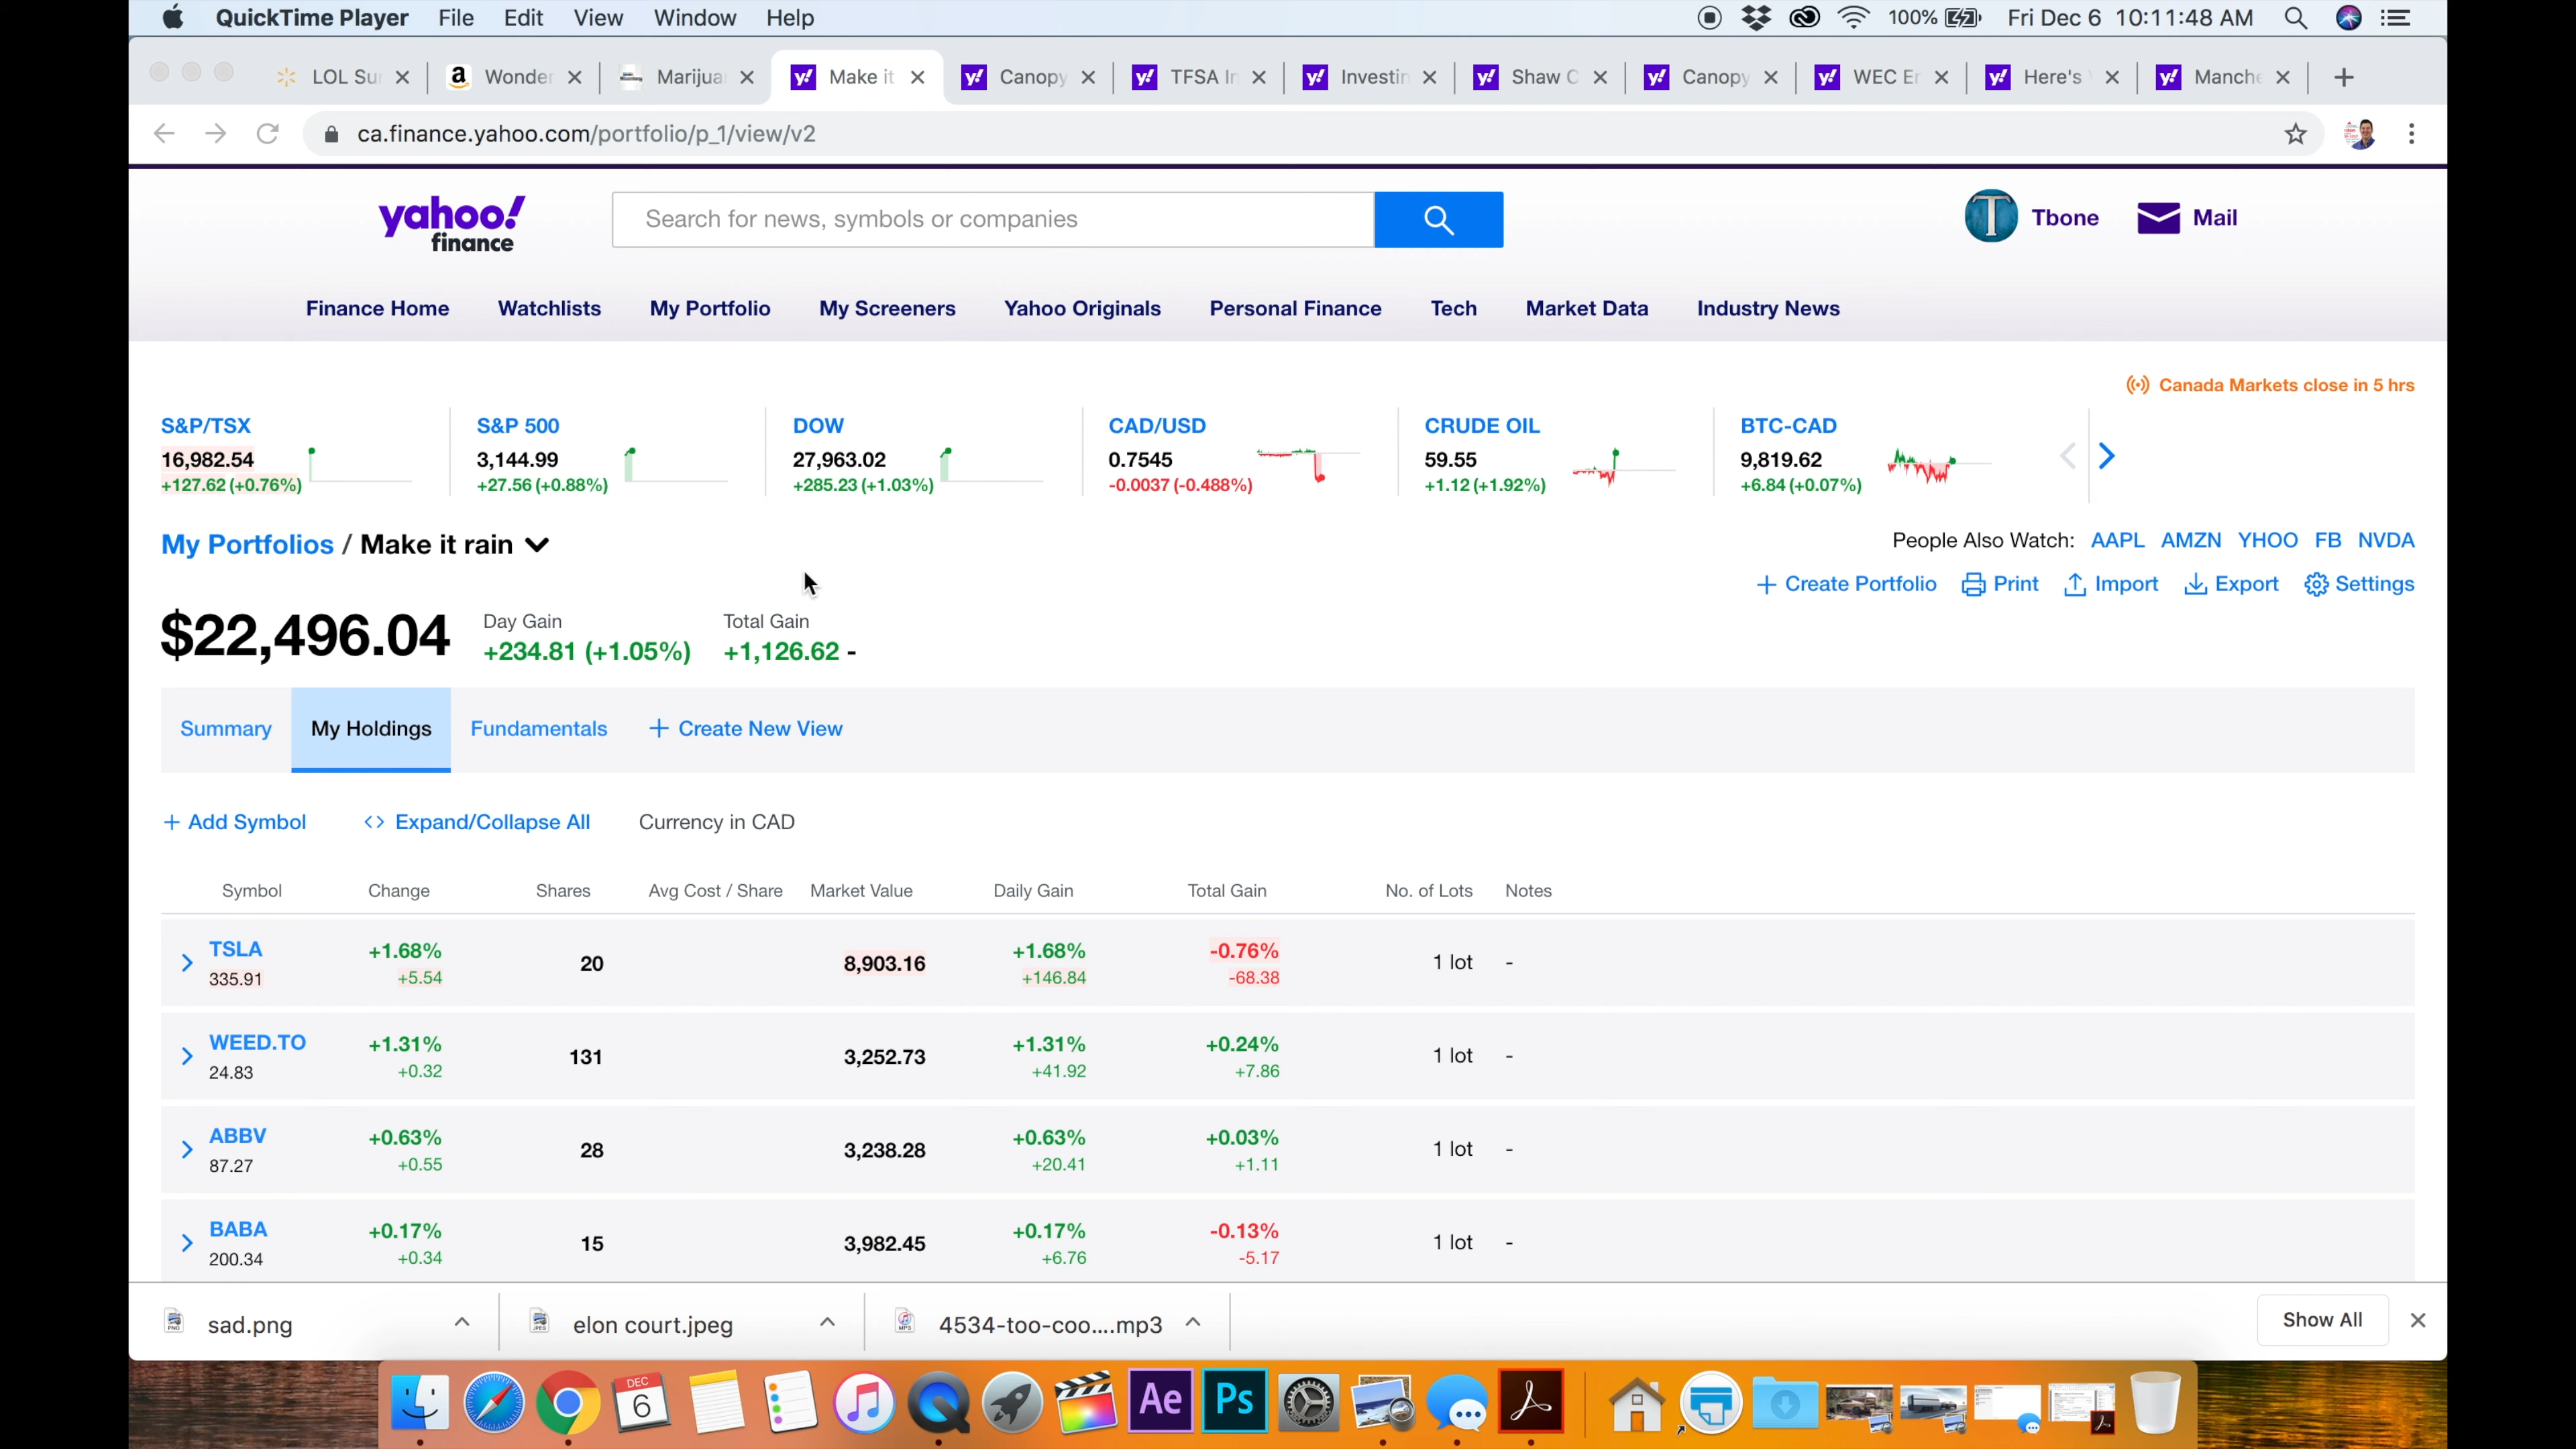 QuickTime Player File Edit View Window Help 100% Fri Dec 6 10:11:48 AM
LOL Sur Wonder Marijua Make it Canopy TFSA In Investin Shaw C Canopy WEC En Here's Manche
ca.finance.yahoo.com/portfolio/p_1/view/v2
yahoo!
finance
Search for news, symbols or companies
T Tbone Mail
Finance Home Watchlists My Portfolio My Screeners Yahoo Originals Personal Finance Tech Market Data Industry News
Canada Markets close in 5 hrs
S&P/TSX S&P 500 DOW CAD/USD CRUDE OIL BTC-CAD
16,982.54 3,144.99 27,963.02 0.7545 59.55 9,819.62
+127.62 (+0.76%) +27.56 (+0.88%) +285.23 (+1.03%) -0.0037 (-0.488%) +1.12 (+1.92%) +6.84 (+0.07%)
My Portfolios / Make it rain People Also Watch: AAPL AMZN YHOO FB NVDA
Create Portfolio Print Import Export Settings
$22,496.04 Day Gain Total Gain
+234.81 (+1.05%) +1,126.62 -
Summary My Holdings Fundamentals + Create New View
+ Add Symbol <> Expand/Collapse All Currency in CAD
Symbol Change Shares Avg Cost / Share Market Value Daily Gain Total Gain No. of Lots Notes
TSLA +1.68% 20 8,903.16 +1.68% -0.76% 1 lot -
335.91 +5.54 +146.84 -68.38
WEED.TO +1.31% 131 3,252.73 +1.31% +0.24% 1 lot -
24.83 +0.32 +41.92 +7.86
ABBV +0.63% 28 3,238.28 +0.63% +0.03% 1 lot -
87.27 +0.55 +20.41 +1.11
BABA +0.17% 15 3,982.45 +0.17% -0.13% 1 lot -
200.34 +0.34 +6.76 -5.17
sad.png elon court.jpeg 4534-too-coo....mp3 Show All
DEC
6
Ae
Ps